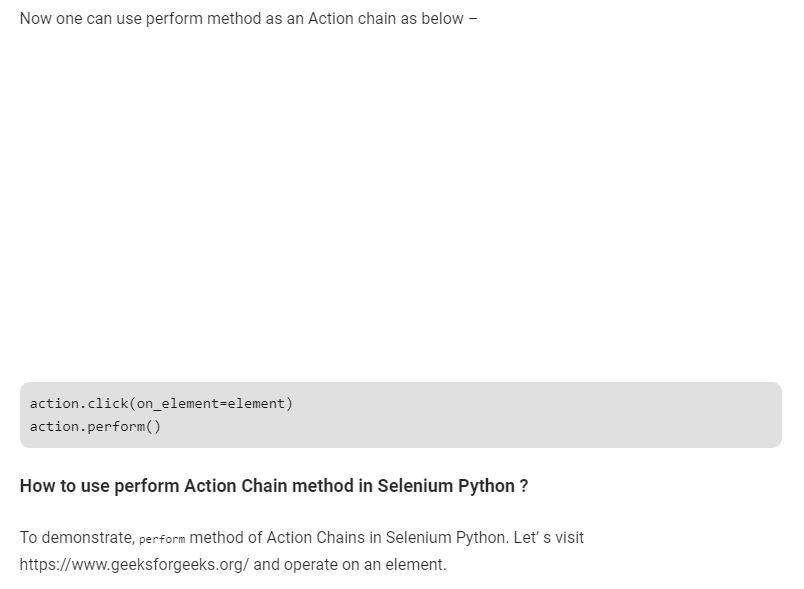 Now one can use perform method as an Action chain as below –
action.click(on_element=element)
action.perform()
How to use perform Action Chain method in Selenium Python ?
To demonstrate, perform method of Action Chains in Selenium Python. Let’ s visit
https://www.geeksforgeeks.org/ and operate on an element.